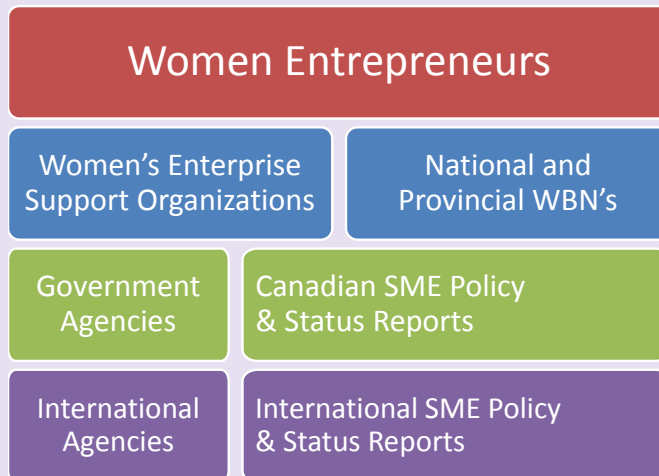 Women Entrepreneurs
Women’s Enterprise
Support Organizations
National and
Provincial WBN’s
Government
Agencies
Canadian SME Policy
& Status Reports
International
Agencies
International SME Policy
& Status Reports